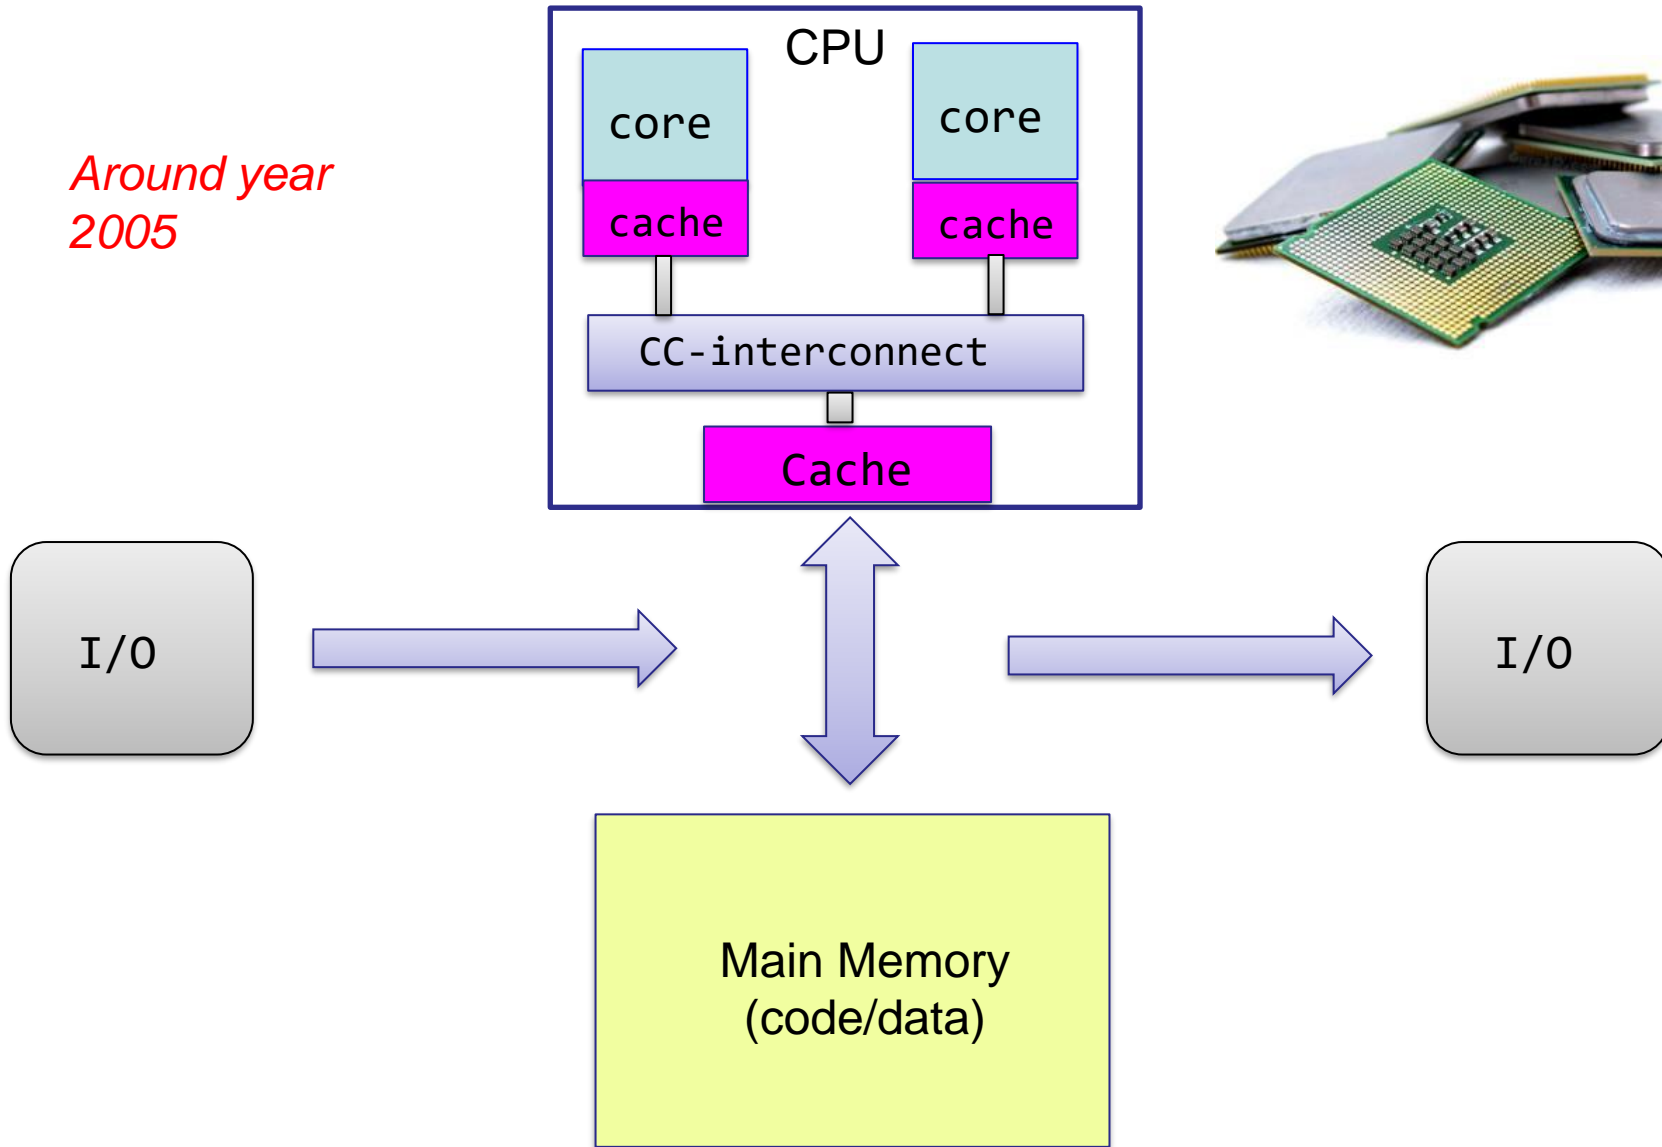 CPU
core
core
Around year
2005
cache
cache
CC-interconnect
Cache
I/O
I/O
Main Memory
(code/data)